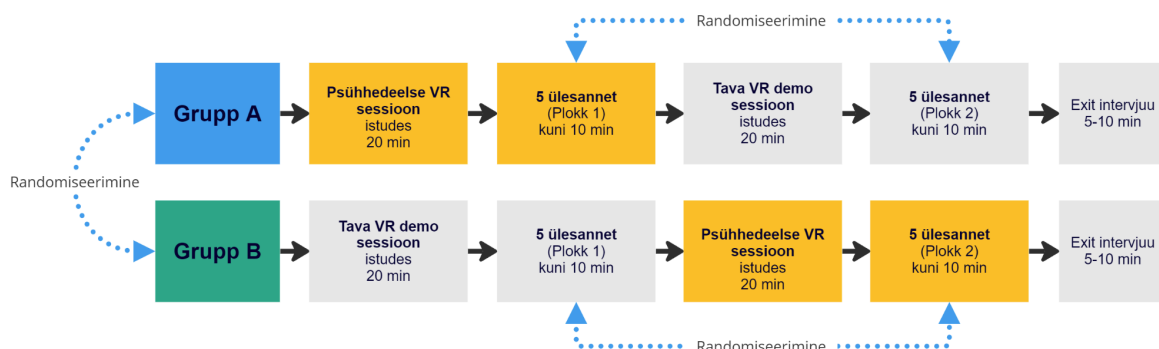 Randomiseerimine
Grupp A
Psühhedeelse VR
sessioon
istudes
20 min
5 ülesannet
(Plokk 1)
kuni 10 min
Tava VR demo
sessioon
istudes
20 min
5 ülesannet
(Plokk 2)
kuni 10 min
Exit intervjuu
5-10 min
Randomiseerimine
Grupp B
Tava VR demo
sessioon
istudes
20 min
5 ülesannet
(Plokk 1)
kuni 10 min
Psühhedeelse VR
sessioon
istudes
20 min
5 ülesannet
(Plokk 2)
kuni 10 min
Exit intervjuu
5-10 min
Randomiseerimine